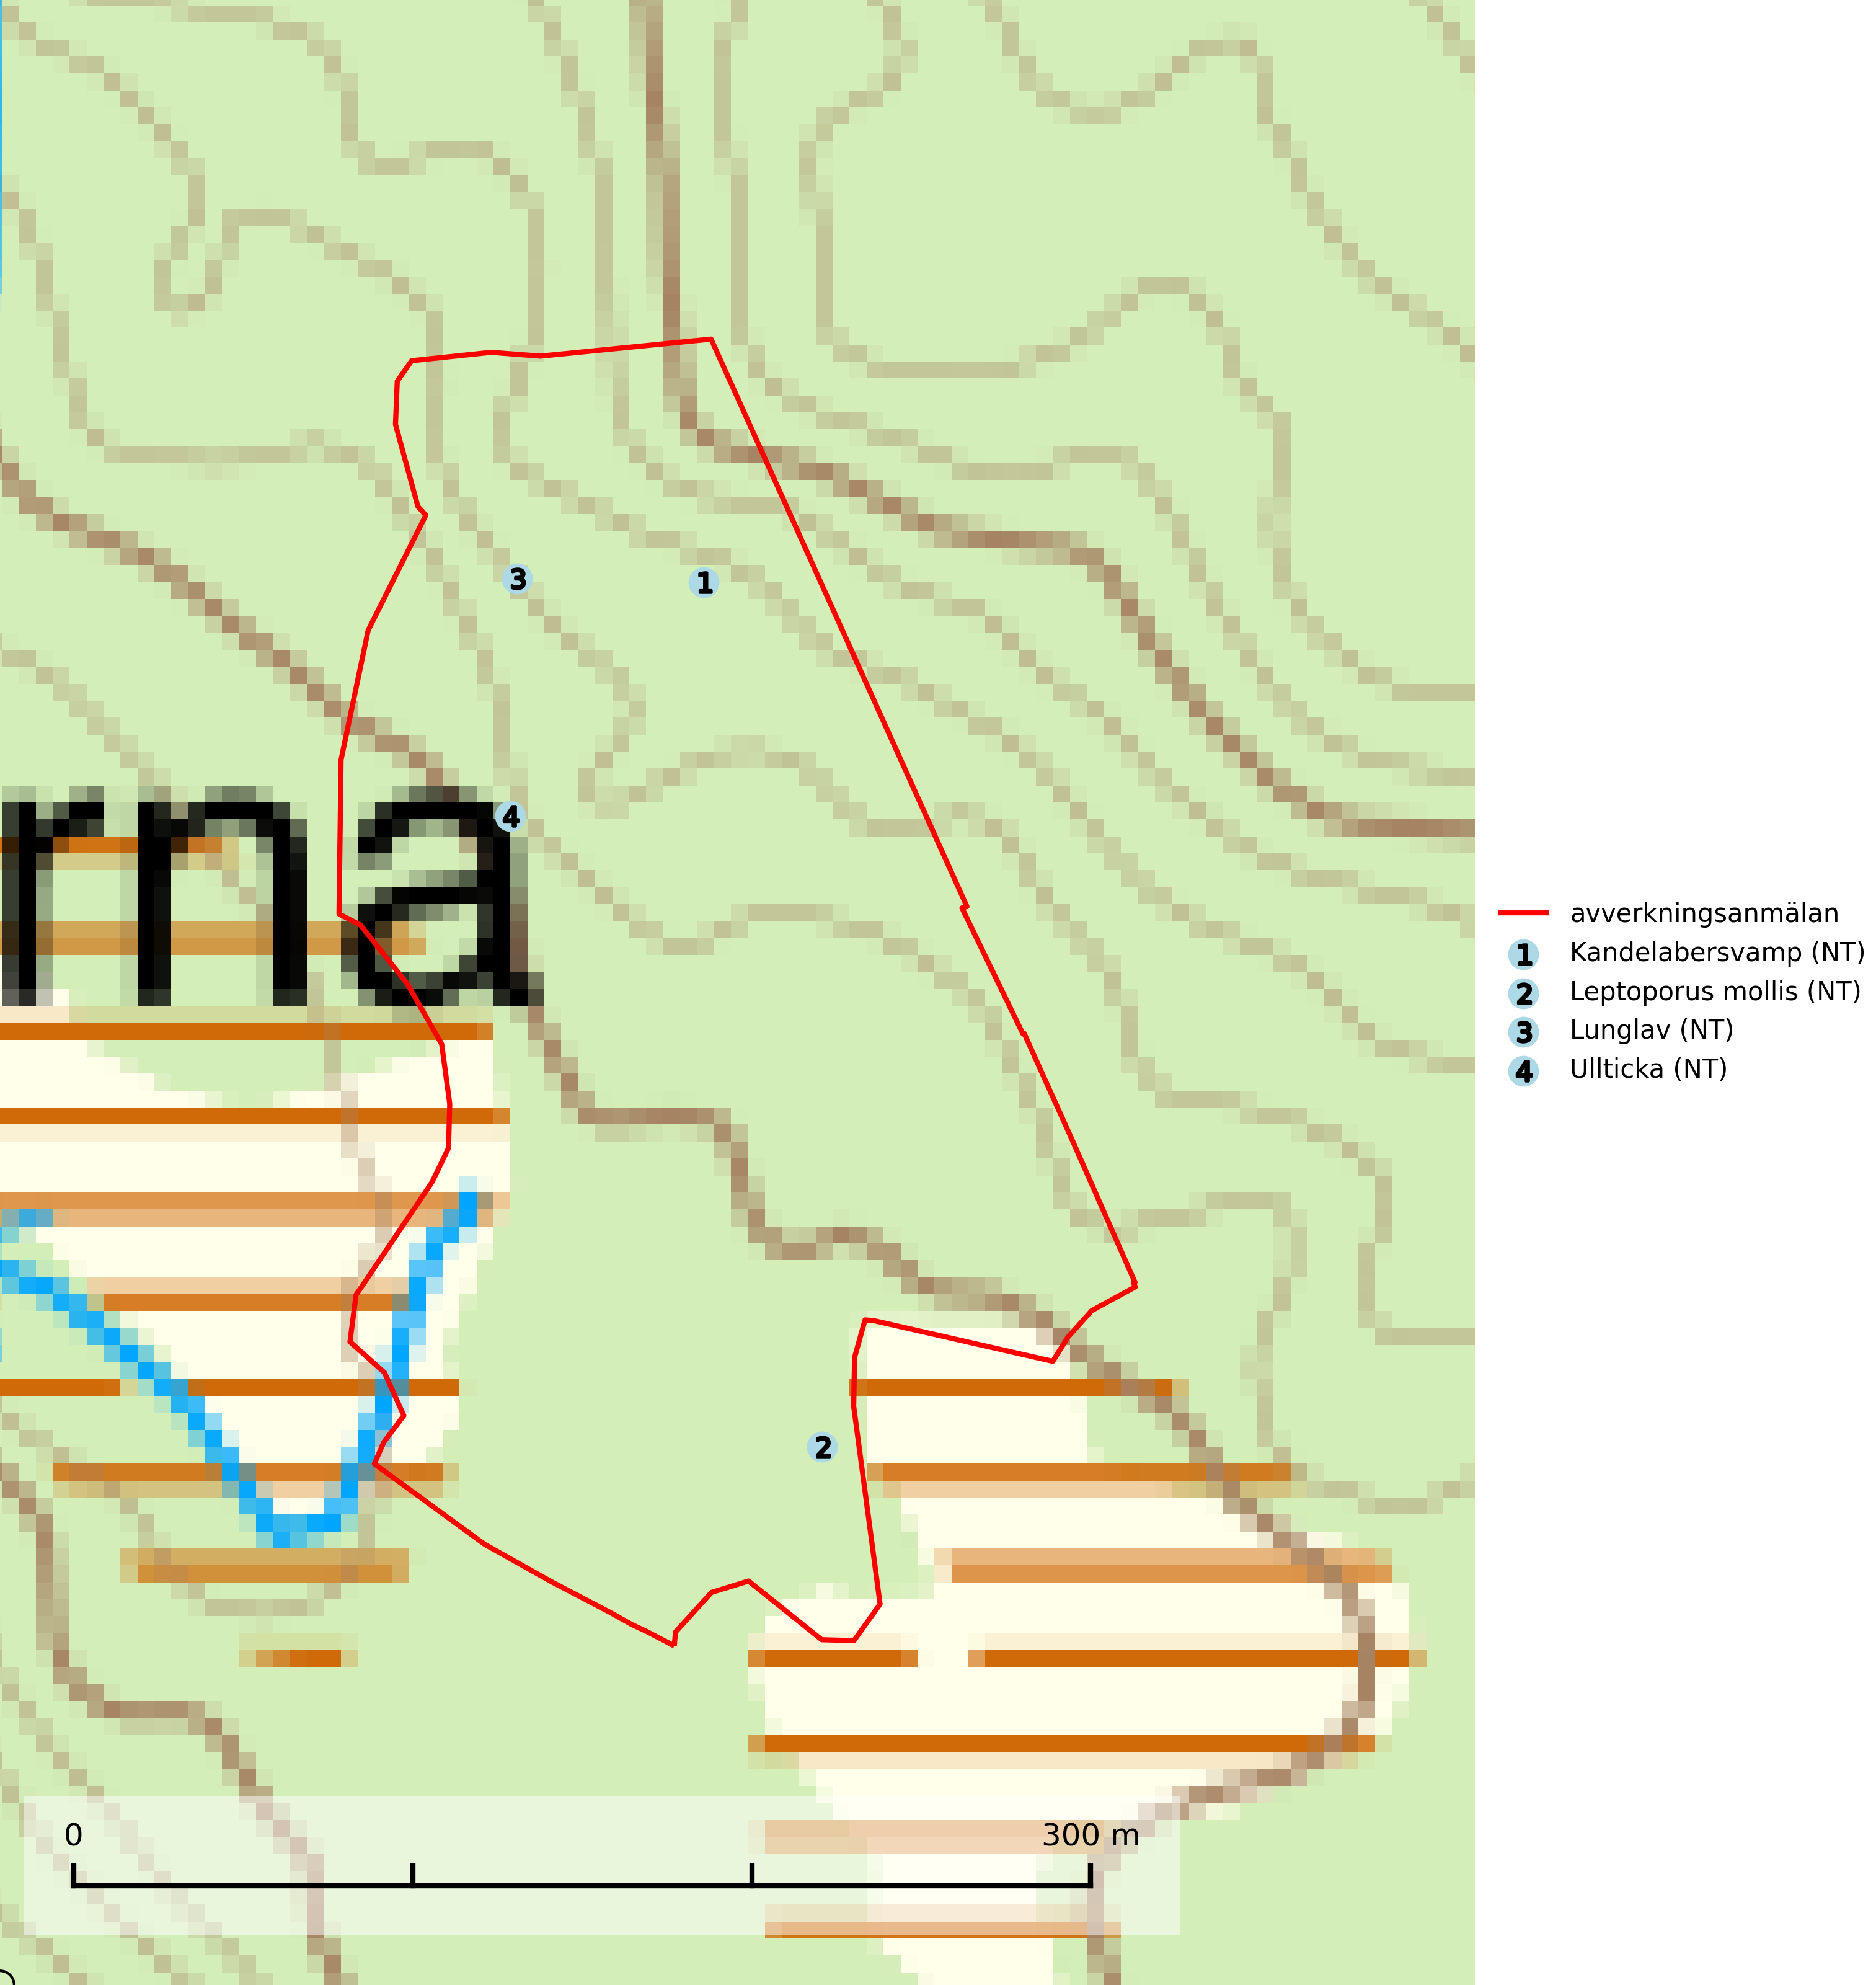 3
1
rna
4
2
avverkningsanmälan
1 Kandelabersvamp (NT)
2 Leptoporus mollis (NT)
3 Lunglav (NT)
4 Ullticka (NT)
0 300 m